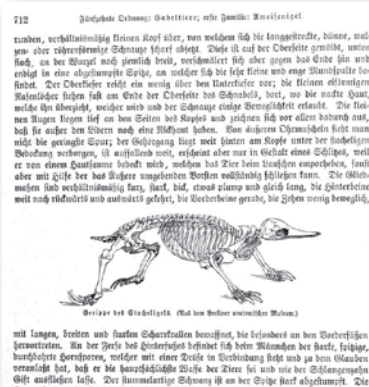 712 Fünfzehnte Ordnung: Gabeltiere; erste Familie: Ameisenigel.
runden, verhältnismäßig kleinen Kopf über, von welchem sich die langgestreckte, dünne, wal-
zen- oder röhrenförmige Schnauze scharf absetzt. Diese ist auf der Oberseite gewölbt, unten
flach, an der Wurzel noch ziemlich breit, verschmälert sich aber gegen das Ende hin und
endigt in eine abgestumpfte Spitze, an welcher sich die sehr kleine und enge Mundspalte be-
findet. Der Oberkiefer reicht ein wenig über den Unterkiefer vor; die kleinen eiförmigen
Nasenlöcher stehen fast am Ende der Oberseite des Schnabels, dort, wo die nackte Haut,
welche ihn überzieht, weicher wird und der Schnauze einige Beweglichkeit erlaubt. Die klei-
nen Augen liegen tief an den Seiten des Kopfes und zeichnen sich vor allem dadurch aus,
daß sie außer den Lidern noch eine Nickhaut haben. Von äußeren Ohrmuscheln sieht man
nicht die geringste Spur; der Gehörgang liegt weit hinten am Kopfe unter der stacheligen
Bedeckung verborgen, ist auffallend weit, erscheint aber nur in Gestalt eines Schlitzes, weil
er von einem Hautsaume bedeckt wird, welchen das Tier beim Lauschen emporheben, sonst
aber mit Hilfe der das Äußere umgebenden Borsten vollständig schließen kann. Die Glied-
maßen sind verhältnismäßig kurz, stark, dick, etwas plump und gleich lang, die Hinterbeine
weit nach rückwärts und auswärts gekehrt, die Vorderbeine gerade, die Zehen wenig beweglich,
Gerippe des Stacheligels. (Aus dem Berliner anatomischen Museum.)
mit langen, breiten und starken Scharrkrallen bewaffnet, die besonders an den Vorderfüßen
hervortreten. An der Ferse des Hinterfußes befindet sich beim Männchen der starke, spitzige,
durchbohrte Hornsporen, welcher mit einer Drüse in Verbindung steht und zu dem Glauben
veranlaßt hat, daß er die hauptsächlichste Waffe der Tiere sei und wie der Schlangenzahn
Gift ausfließen lasse. Der stummelartige Schwanz ist an der Spitze stark abgestumpft. Die